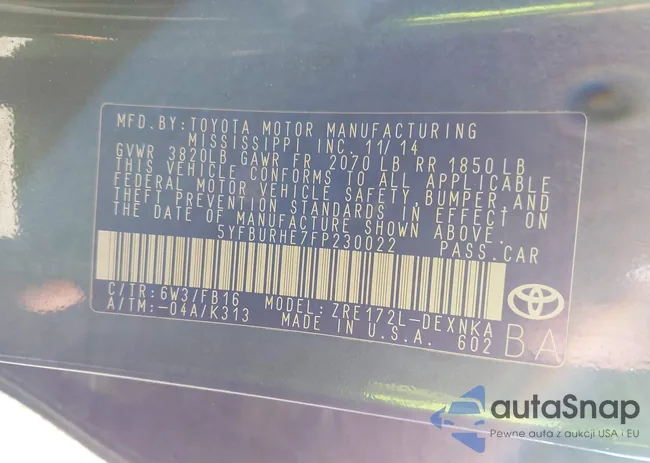 MFD.BY:TOYOTA MOTOR MANUFACTURING
MISSISSIPPI INC. 11/14
GVWR 3820LB GAWR FR 2070 LB RR 1850 LB
THIS VEHICLE CONFORMS TO ALL APPLICABLE
FEDERAL MOTOR VEHICLE SAFETY, BUMPER, AND
THEFT PREVENTION STANDARDS IN EFFECT ON
THE DATE OF MANUFACTURE SHOWN ABOVE.
5YFBURHE7FP230022 PASS.CAR
C/TR:6W3/FB16 MODEL: ZRE172L-DEXNKA
A/TM:-04A/K313 MADE IN U.S.A. 602 BA
autaSnap
Pewne auta z aukcji USA i EU